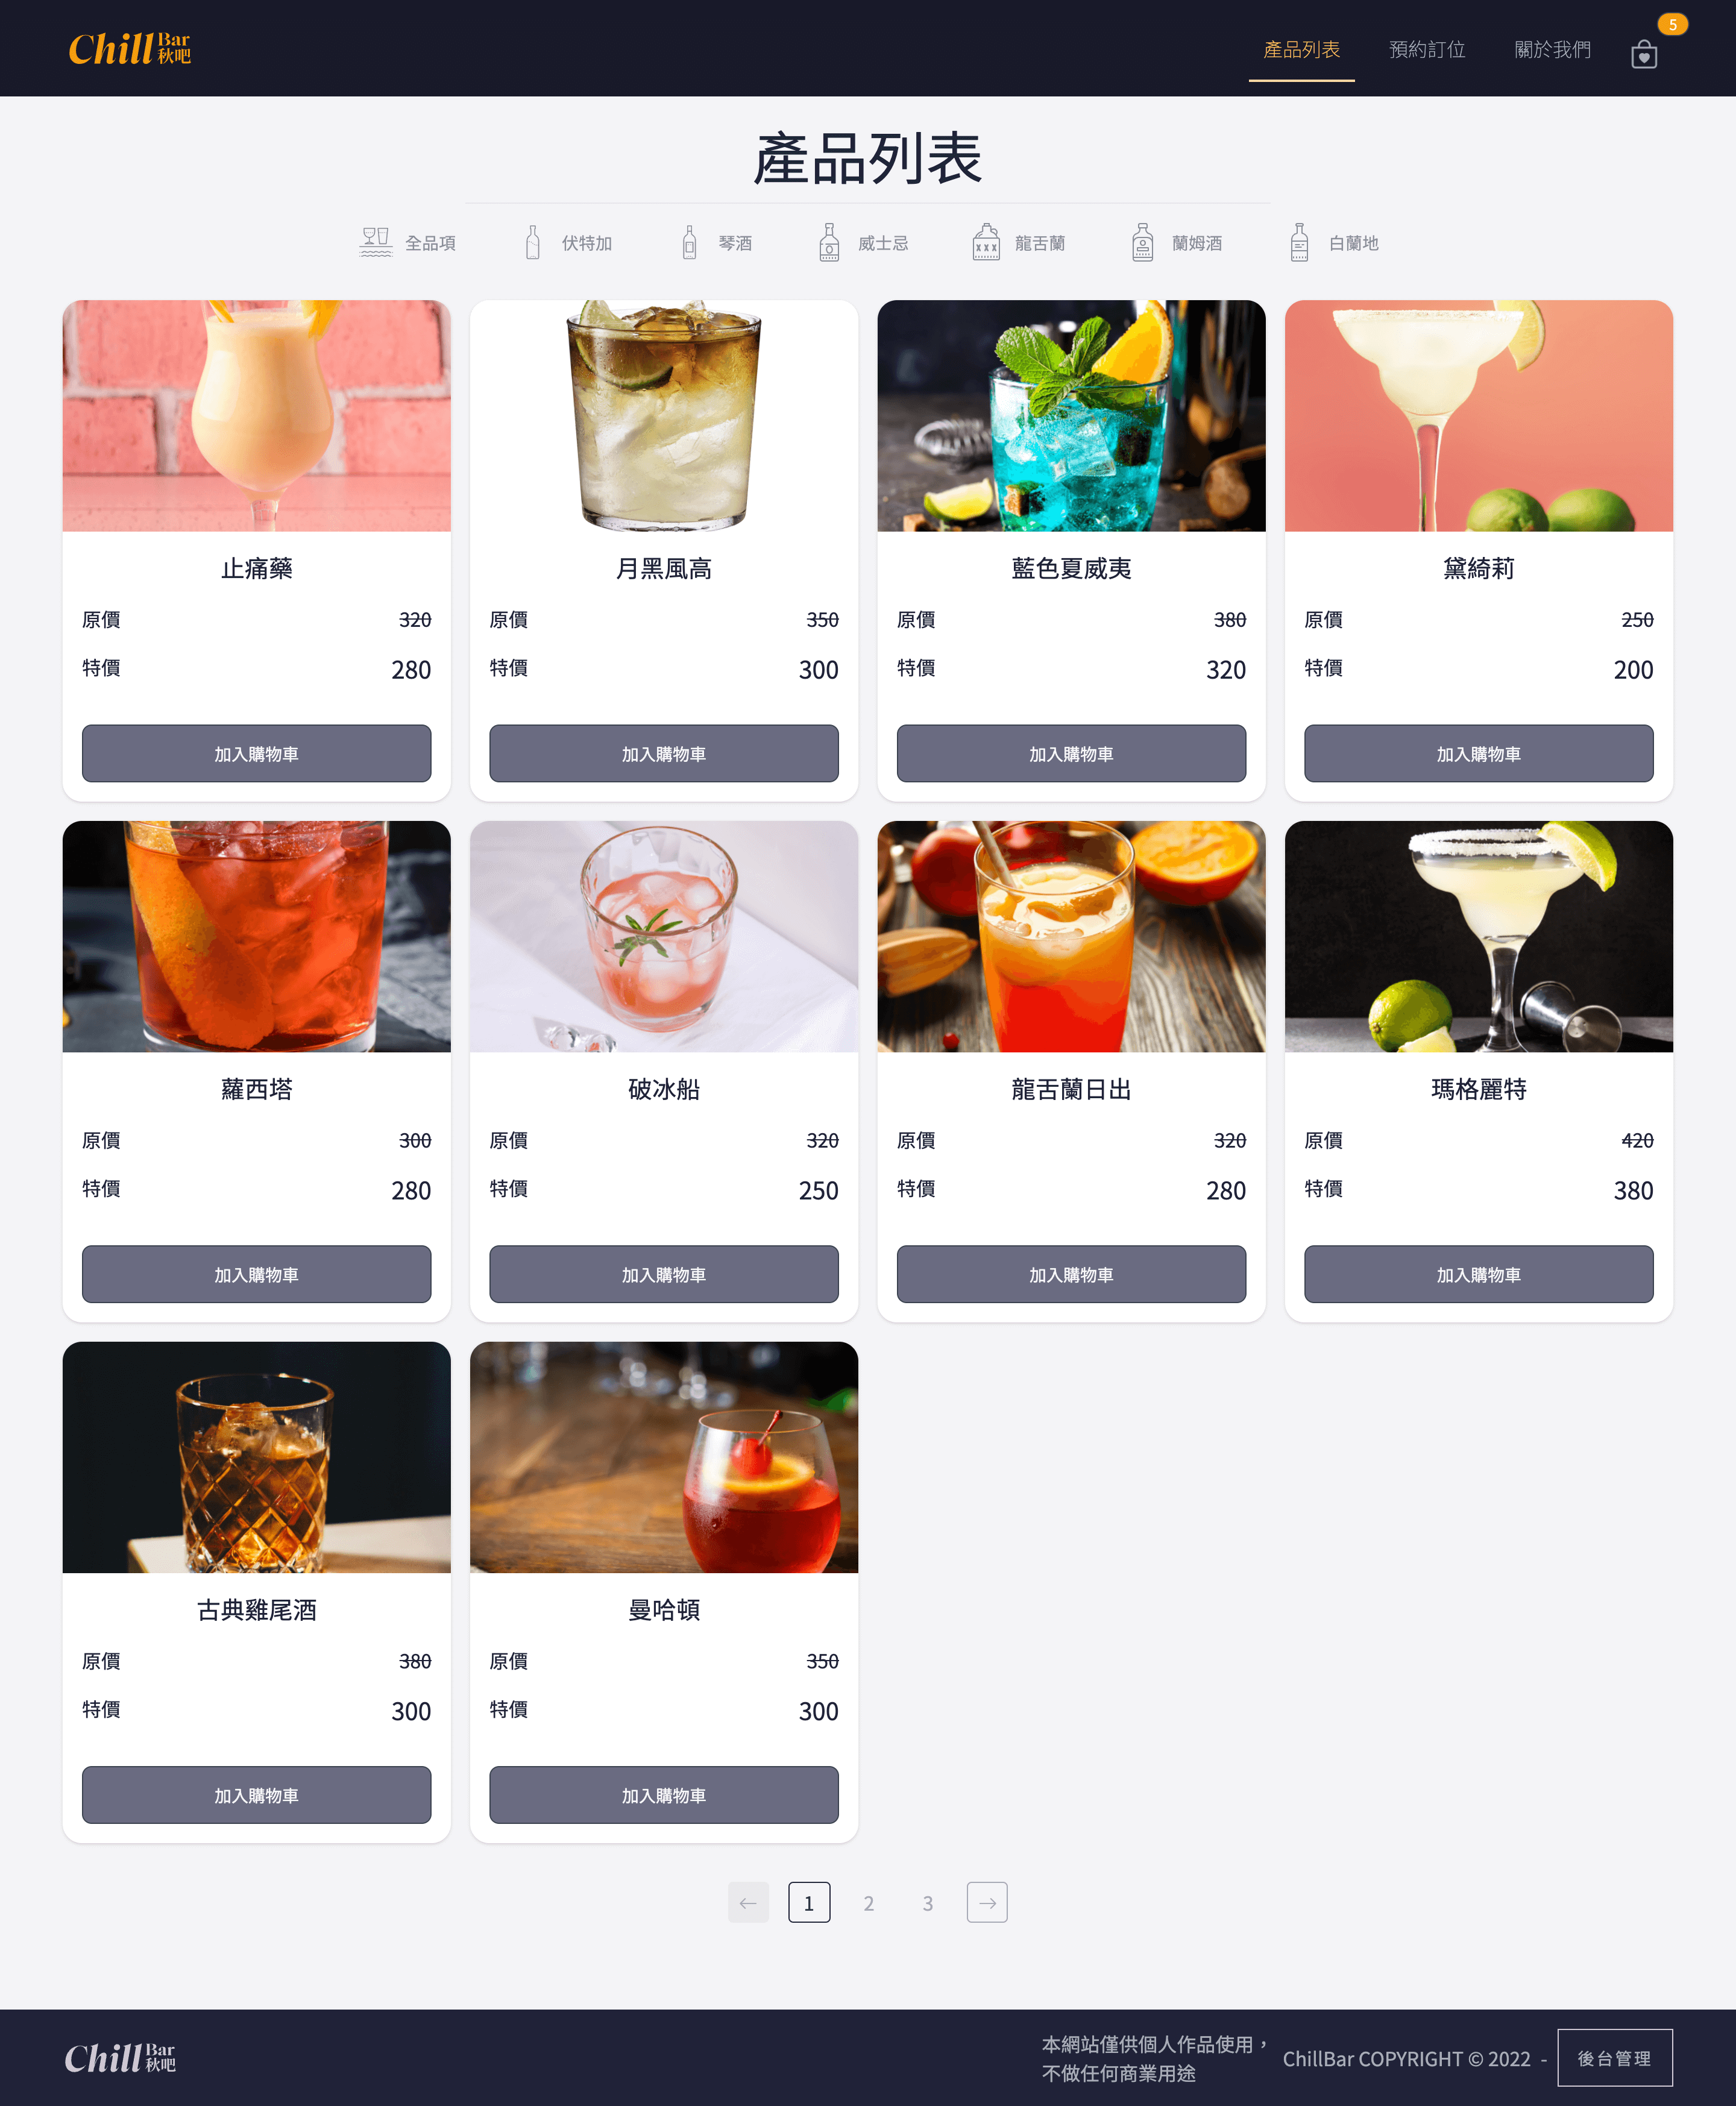 Chill Bar 秋吧
產品列表
預約訂位
關於我們
5
產品列表
全品項
伏特加
琴酒
威士忌
XXX
龍舌蘭
蘭姆酒
白蘭地
止痛藥
原價 320
特價 280
加入購物車
月黑風高
原價 350
特價 300
加入購物車
藍色夏威夷
原價 380
特價 320
加入購物車
黛綺莉
原價 250
特價 200
加入購物車
蘿西塔
原價 300
特價 280
加入購物車
破冰船
原價 320
特價 250
加入購物車
龍舌蘭日出
原價 320
特價 280
加入購物車
瑪格麗特
原價 420
特價 380
加入購物車
古典雞尾酒
原價 380
特價 300
加入購物車
曼哈頓
原價 350
特價 300
加入購物車
1 2 3
Chill Bar 秋吧
本網站僅供個人作品使用，
不做任何商業用途
ChillBar COPYRIGHT © 2022 -
後台管理